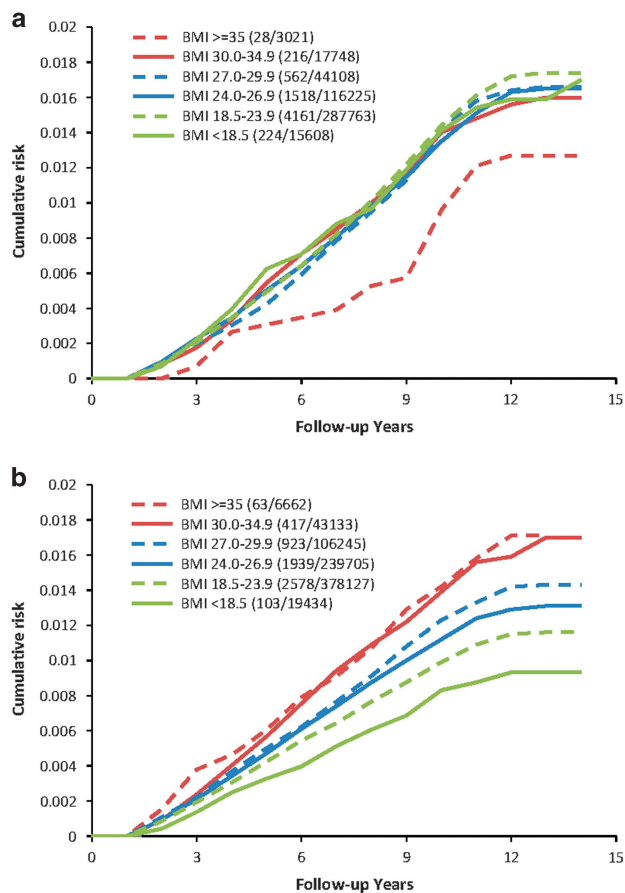 a
0.02
0.018
0.016
0.014
0.012
0.01
0.008
0.006
0.004
0.002
0
Cumulative risk
BMI >=35 (28/3021)
BMI 30.0-34.9 (216/17748)
BMI 27.0-29.9 (562/44108)
BMI 24.0-26.9 (1518/116225)
BMI 18.5-23.9 (4161/287763)
BMI <18.5 (224/15608)
0 3 6 9 12 15
Follow-up Years
b
0.02
0.018
0.016
0.014
0.012
0.01
0.008
0.006
0.004
0.002
0
Cumulative risk
BMI >=35 (63/6662)
BMI 30.0-34.9 (417/43133)
BMI 27.0-29.9 (923/106245)
BMI 24.0-26.9 (1939/239705)
BMI 18.5-23.9 (2578/378127)
BMI <18.5 (103/19434)
0 3 6 9 12 15
Follow-up Years